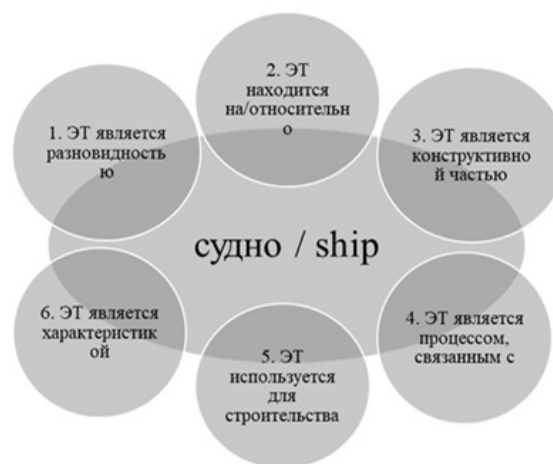 1. ЭТ является
разновидность
ю
2. ЭТ
находится
на/относительн
о
3. ЭТ является
конструктивно
й частью
судно / ship
4. ЭТ является
процессом,
связанным с
5. ЭТ
используется
для
строительства
6. ЭТ является
характеристик
ой